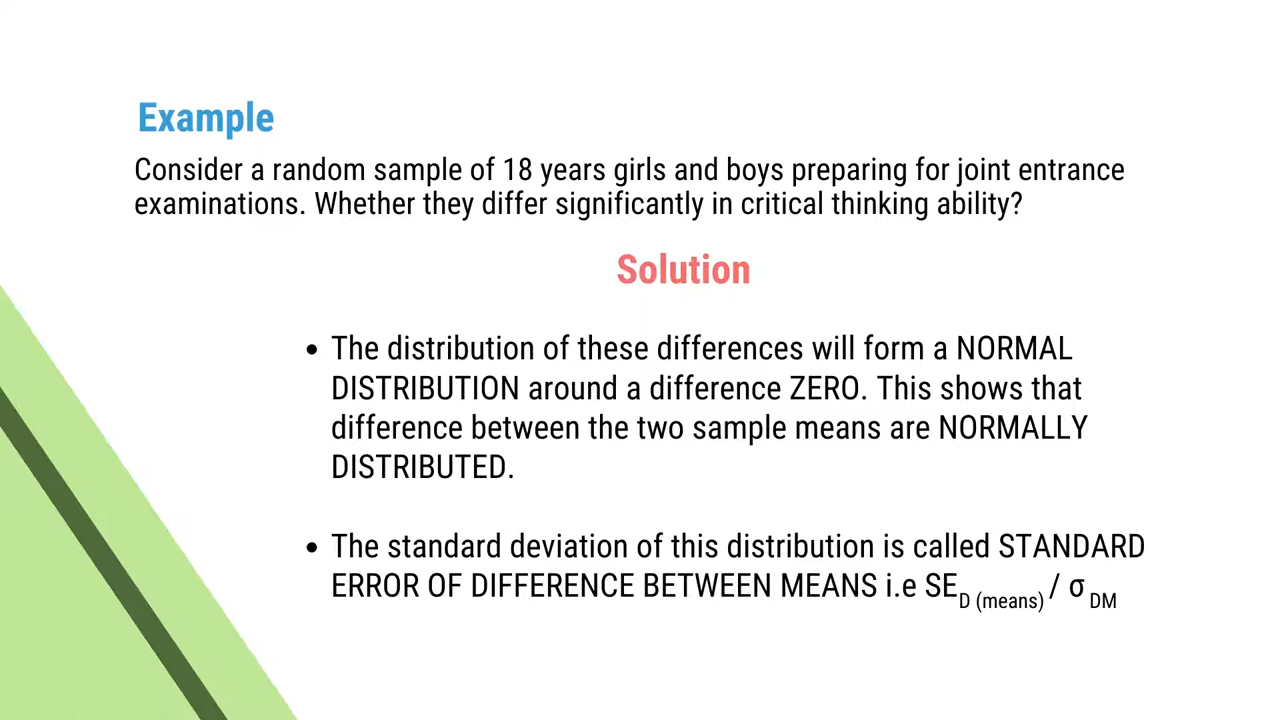 Example
Consider a random sample of 18 years girls and boys preparing for joint entrance
examinations. Whether they differ significantly in critical thinking ability?
Solution
• The distribution of these differences will form a NORMAL
DISTRIBUTION around a difference ZERO. This shows that
difference between the two sample means are NORMALLY
DISTRIBUTED.
• The standard deviation of this distribution is called STANDARD
ERROR OF DIFFERENCE BETWEEN MEANS i.e SE D (means) / σ DM